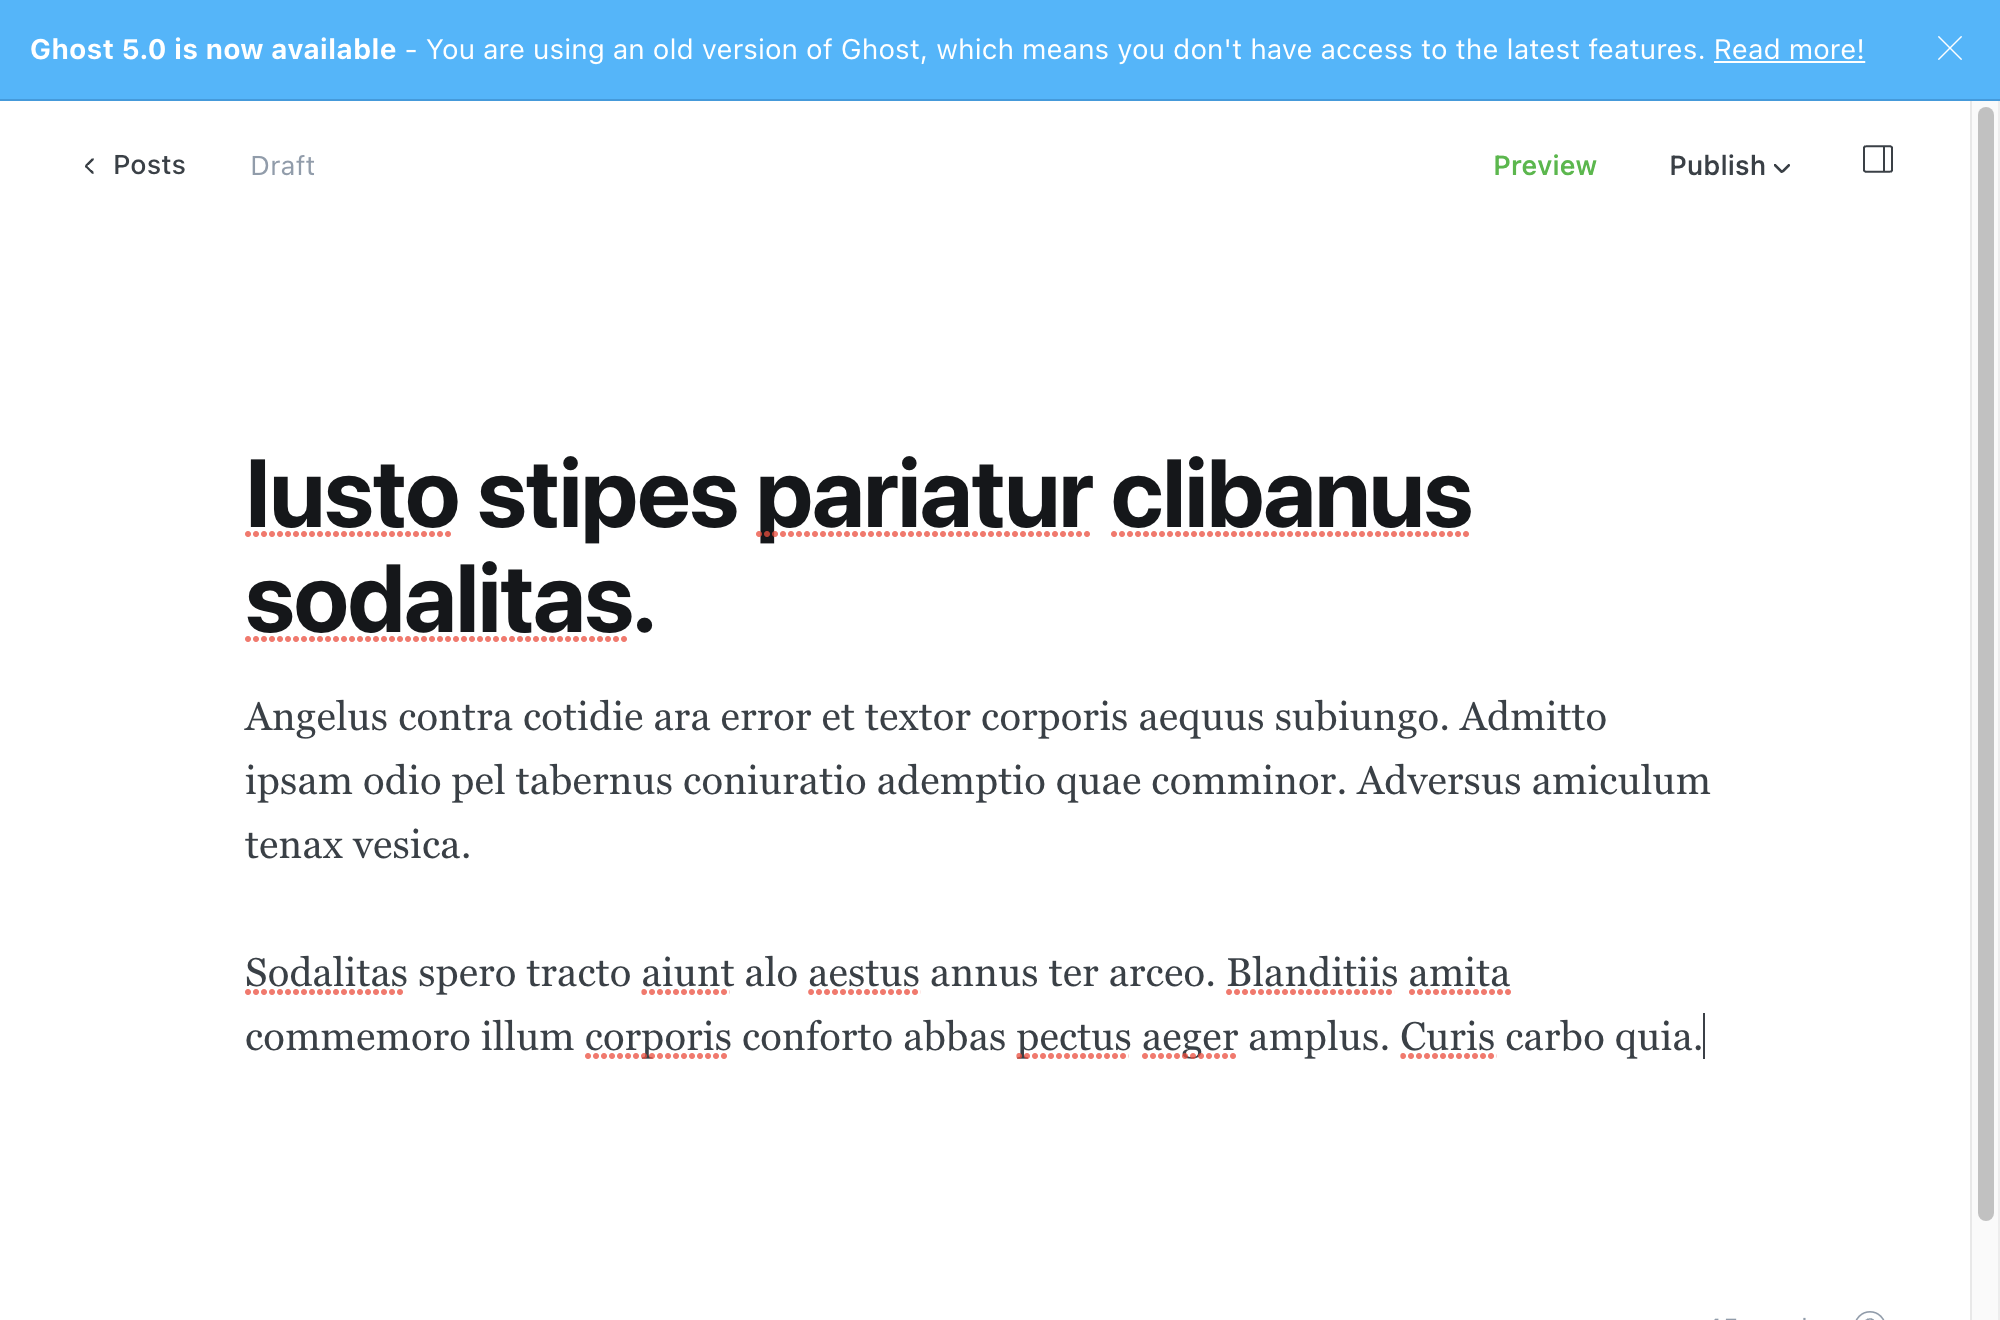 Ghost 5.0 is now available - You are using an old version of Ghost, which means you don't have access to the latest features. Read more!
Posts Draft Preview Publish
Iusto stipes pariatur clibanus
sodalitas.
Angelus contra cotidie ara error et textor corporis aequus subiungo. Admitto
ipsam odio pel tabernus coniuratio ademptio quae comminor. Adversus amiculum
tenax vesica.
Sodalitas spero tracto aiunt alo aestus annus ter arceo. Blanditiis amita
commemoro illum corporis conforto abbas pectus aeger amplus. Curis carbo quia.